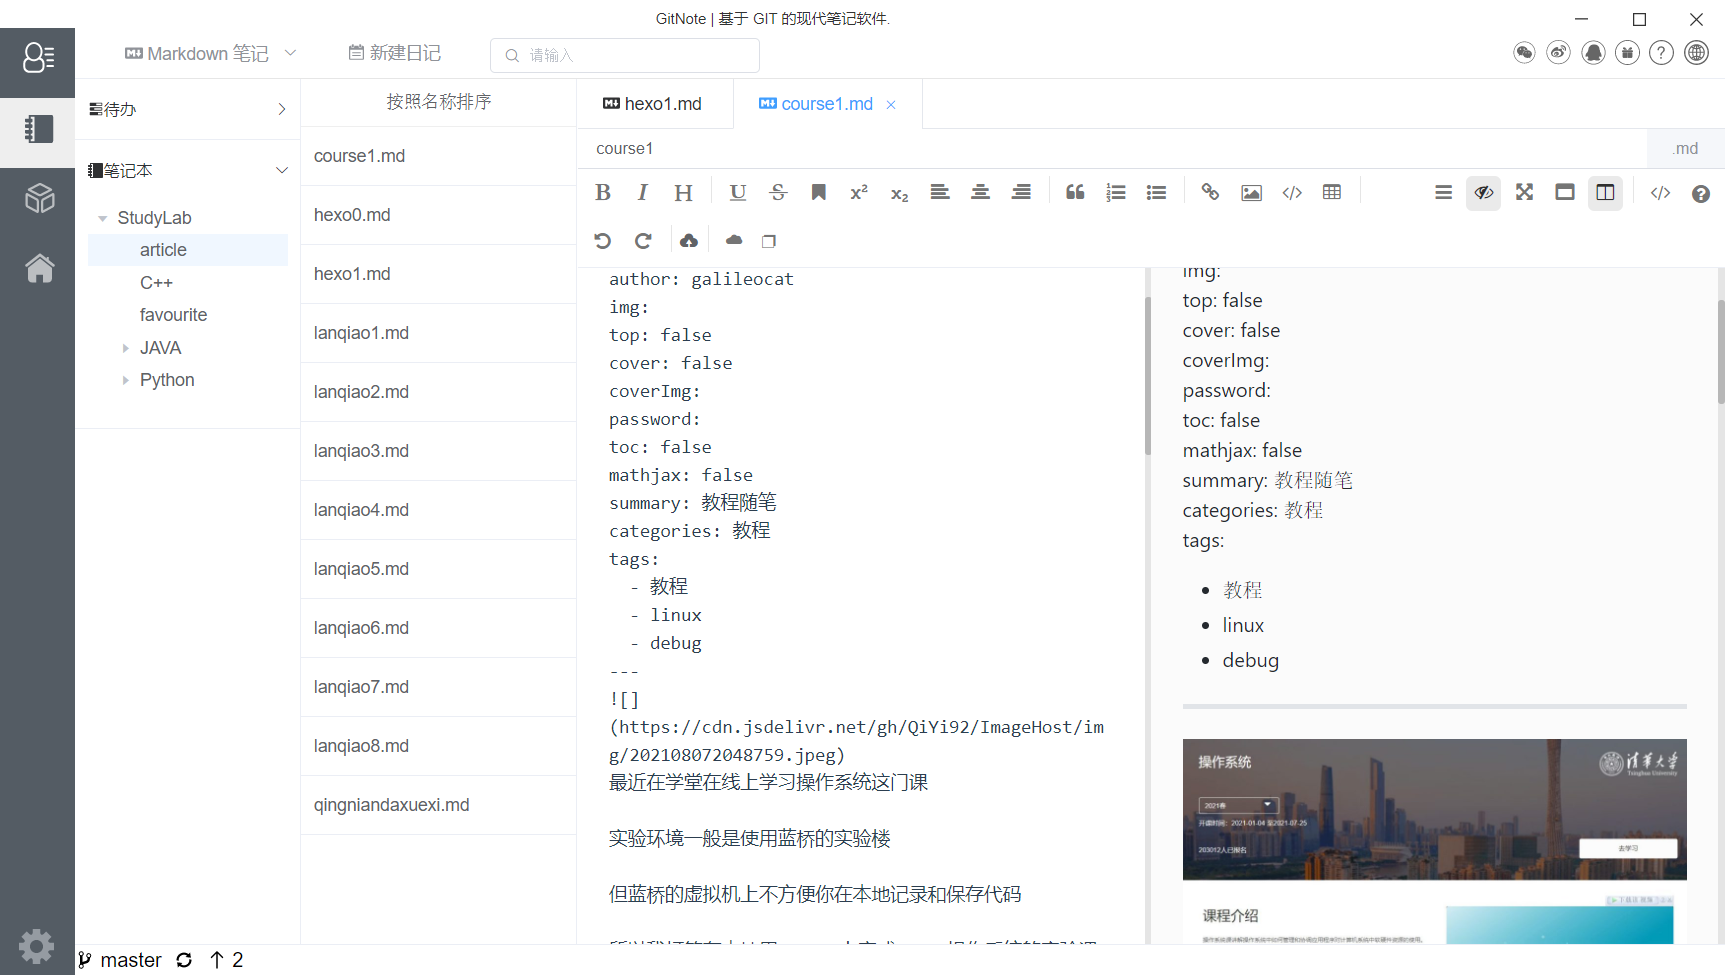 GitNote | 基于 GIT 的现代笔记软件.
Markdown 笔记
新建日记
请输入
待办
笔记本
StudyLab
article
C++
favourite
JAVA
Python
按照名称排序
course1.md
hexo0.md
hexo1.md
lanqiao1.md
lanqiao2.md
lanqiao3.md
lanqiao4.md
lanqiao5.md
lanqiao6.md
lanqiao7.md
lanqiao8.md
qingniandaxuexi.md
hexo1.md
course1.md
course1
.md
author: galileocat
img:
top: false
cover: false
coverImg:
password:
toc: false
mathjax: false
summary: 教程随笔
categories: 教程
tags:
- 教程
- linux
- debug
---
![]
(https://cdn.jsdelivr.net/gh/QiYi92/ImageHost/im
g/202108072048759.jpeg)
最近在学堂在线上学习操作系统这门课
实验环境一般是使用蓝桥的实验楼
但蓝桥的虚拟机上不方便你在本地记录和保存代码
img:
top: false
cover: false
coverImg:
password:
toc: false
mathjax: false
summary: 教程随笔
categories: 教程
tags:
教程
linux
debug
操作系统
清华大学
Tsinghua University
2021春
开课时间: 2021-01-04 至2021-07-25
203012人已报名
去学习
课程介绍
master
2